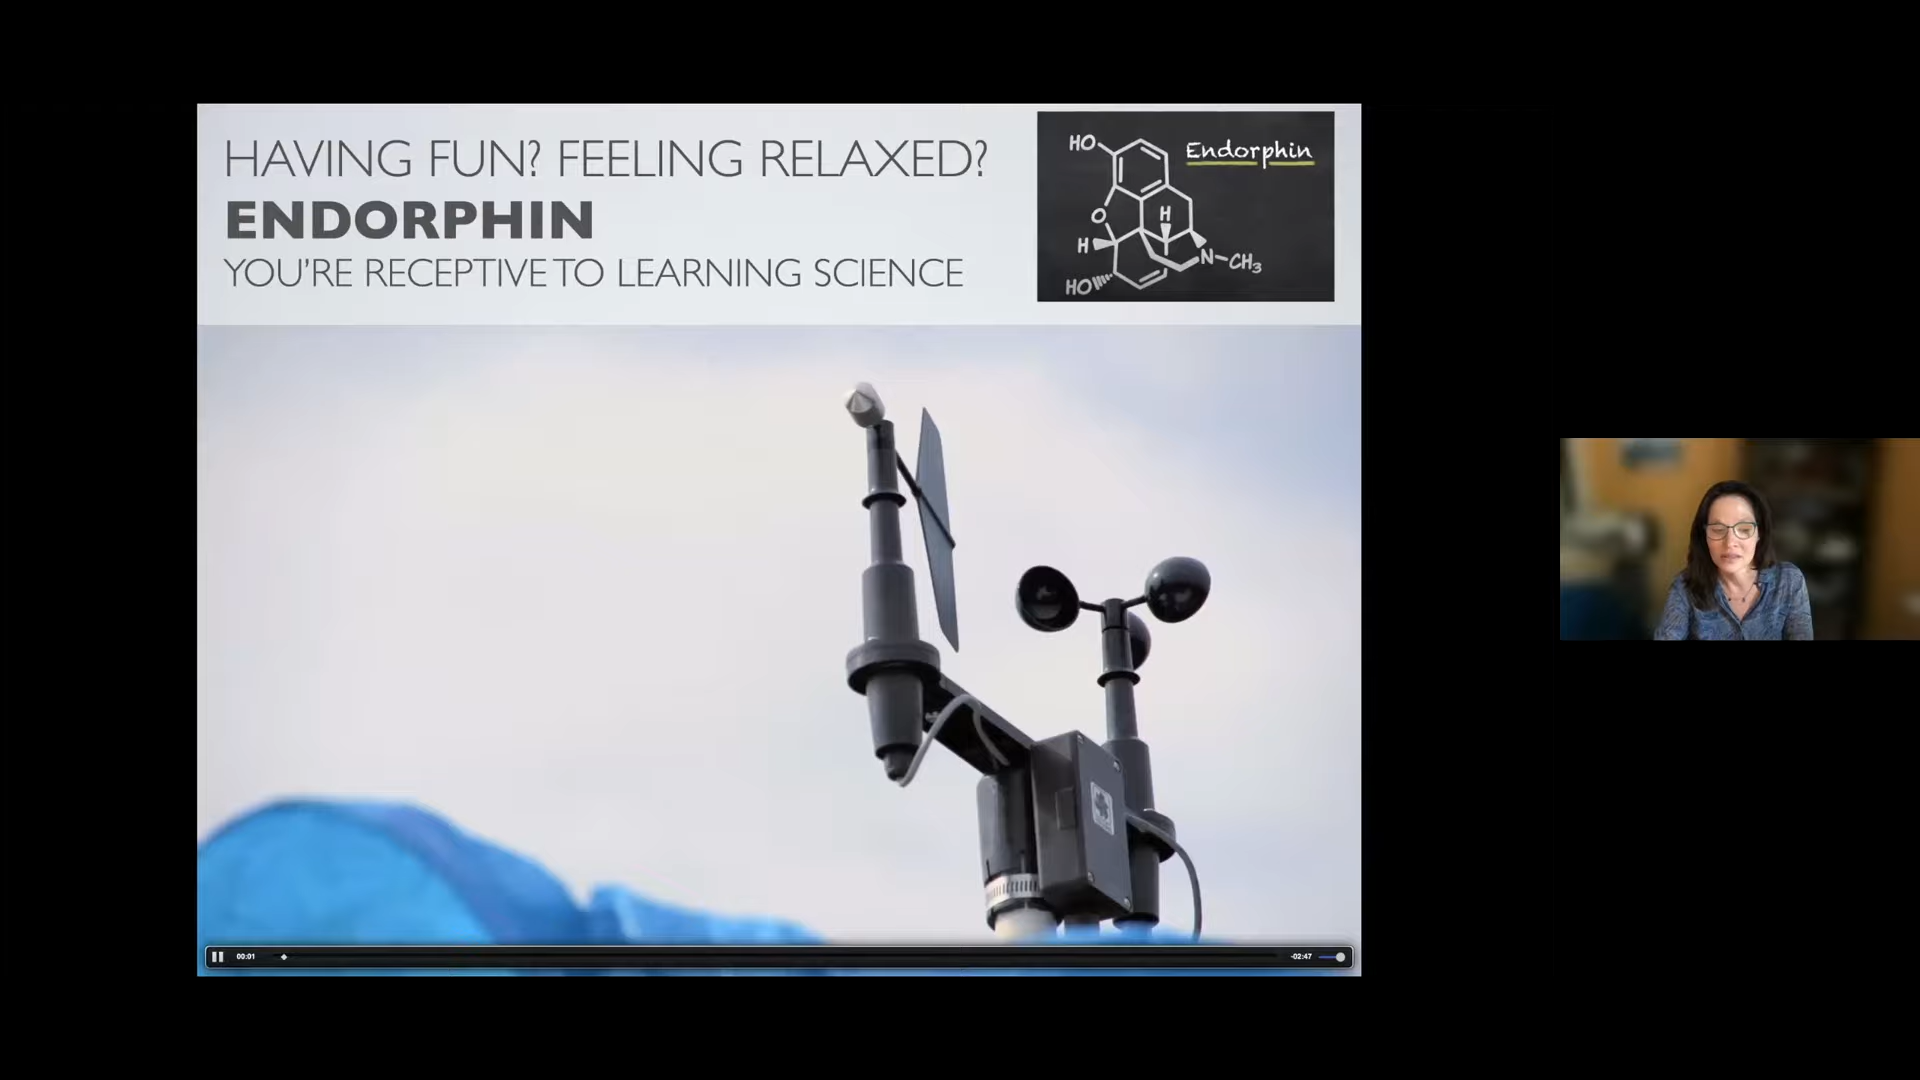 HAVING FUN? FEELING RELAXED?
ENDORPHIN
YOU'RE RECEPTIVE TO LEARNING SCIENCE
HO
Endorphin
O
H
H
N-CH₃
HO
00:01
-02:47